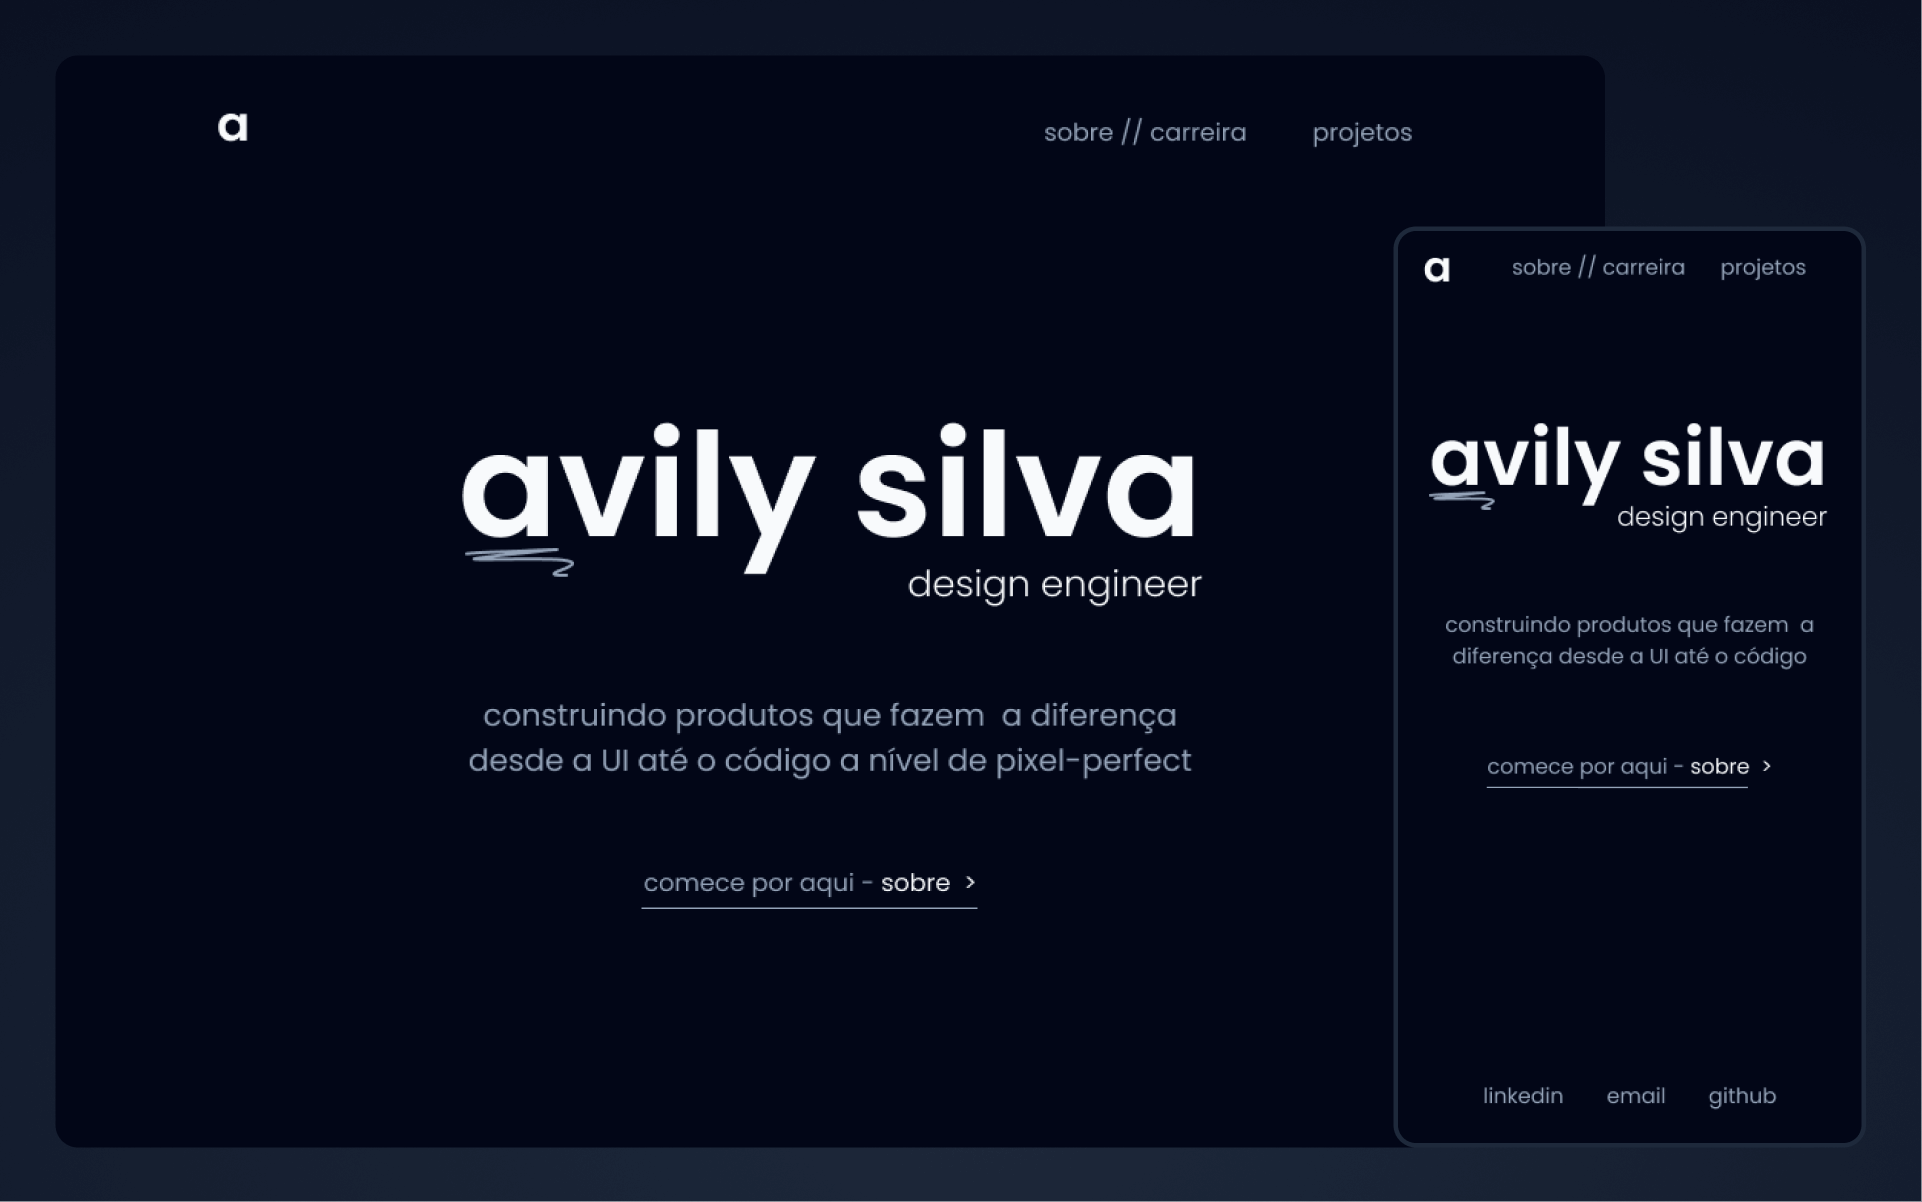 a
sobre // carreira projetos
avily silva
design engineer
construindo produtos que fazem a diferença
desde a UI até o código a nível de pixel-perfect
comece por aqui - sobre >
a
sobre // carreira projetos
avily silva
design engineer
construindo produtos que fazem a
diferença desde a UI até o código
comece por aqui - sobre >
linkedin email github